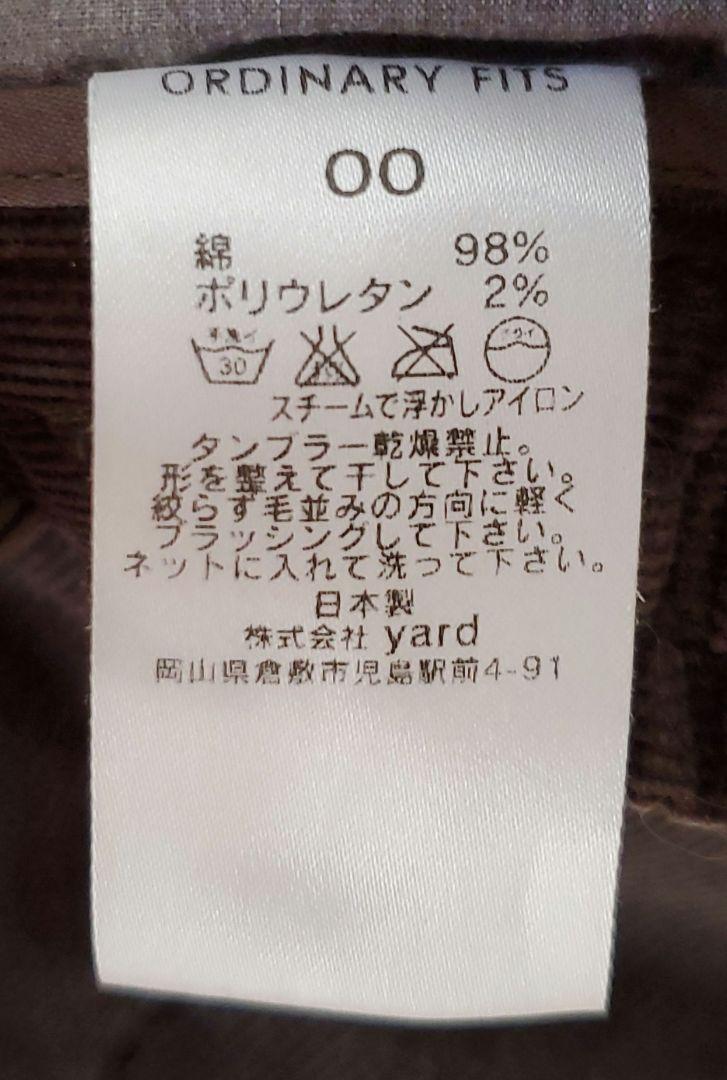 ORDINARY FITS
00
綿 98%
ポリウレタン 2%
手洗イ 30 ドライ
スチームで浮かしアイロン
タンブラー乾燥禁止。
形を整えて干して下さい。
絞らず毛並みの方向に軽く
ブラッシングして下さい。
ネットに入れて洗って下さい。
日本製
株式会社 yard
岡山県倉敷市児島駅前4-91